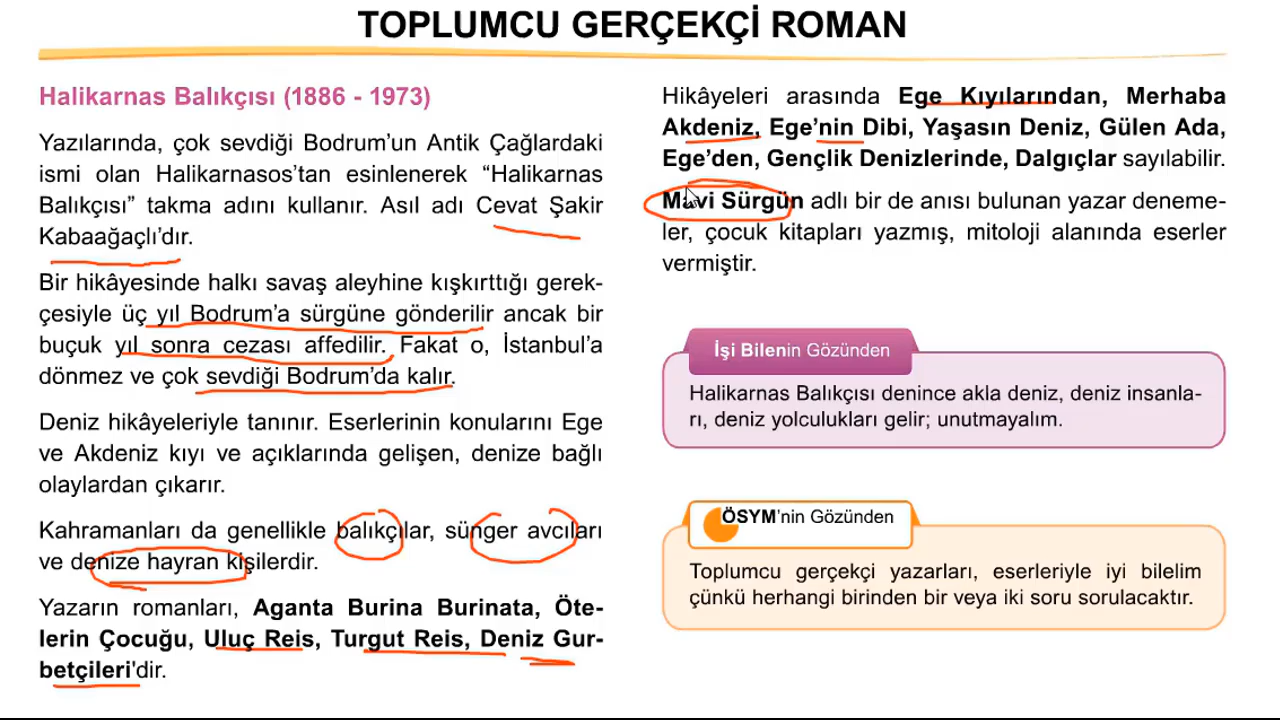 TOPLUMCU GERÇEKÇİ ROMAN
Halikarnas Balıkçısı (1886 - 1973)
Yazılarında, çok sevdiği Bodrum’un Antik Çağlardaki
ismi olan Halikarnasos’tan esinlenerek “Halikarnas
Balıkçısı” takma adını kullanır. Asıl adı Cevat Şakir
Kabaağaçlı’dır.
Bir hikâyesinde halkı savaş aleyhine kışkırttığı gerek-
çesiyle üç yıl Bodrum’a sürgüne gönderilir ancak bir
buçuk yıl sonra cezası affedilir. Fakat o, İstanbul’a
dönmez ve çok sevdiği Bodrum’da kalır.
Deniz hikâyeleriyle tanınır. Eserlerinin konularını Ege
ve Akdeniz kıyı ve açıklarında gelişen, denize bağlı
olaylardan çıkarır.
Kahramanları da genellikle balıkçılar, sünger avcıları
ve denize hayran kişilerdir.
Yazarın romanları, Aganta Burina Burinata, Öte-
lerin Çocuğu, Uluç Reis, Turgut Reis, Deniz Gur-
betçileri'dir.
Hikâyeleri arasında Ege Kıyılarından, Merhaba
Akdeniz, Ege’nin Dibi, Yaşasın Deniz, Gülen Ada,
Ege’den, Gençlik Denizlerinde, Dalgıçlar sayılabilir.
Mavi Sürgün adlı bir de anısı bulunan yazar deneme-
ler, çocuk kitapları yazmış, mitoloji alanında eserler
vermiştir.
İşi Bilenin Gözünden
Halikarnas Balıkçısı denince akla deniz, deniz insanla-
rı, deniz yolculukları gelir; unutmayalım.
ÖSYM'nin Gözünden
Toplumcu gerçekçi yazarları, eserleriyle iyi bilelim
çünkü herhangi birinden bir veya iki soru sorulacaktır.